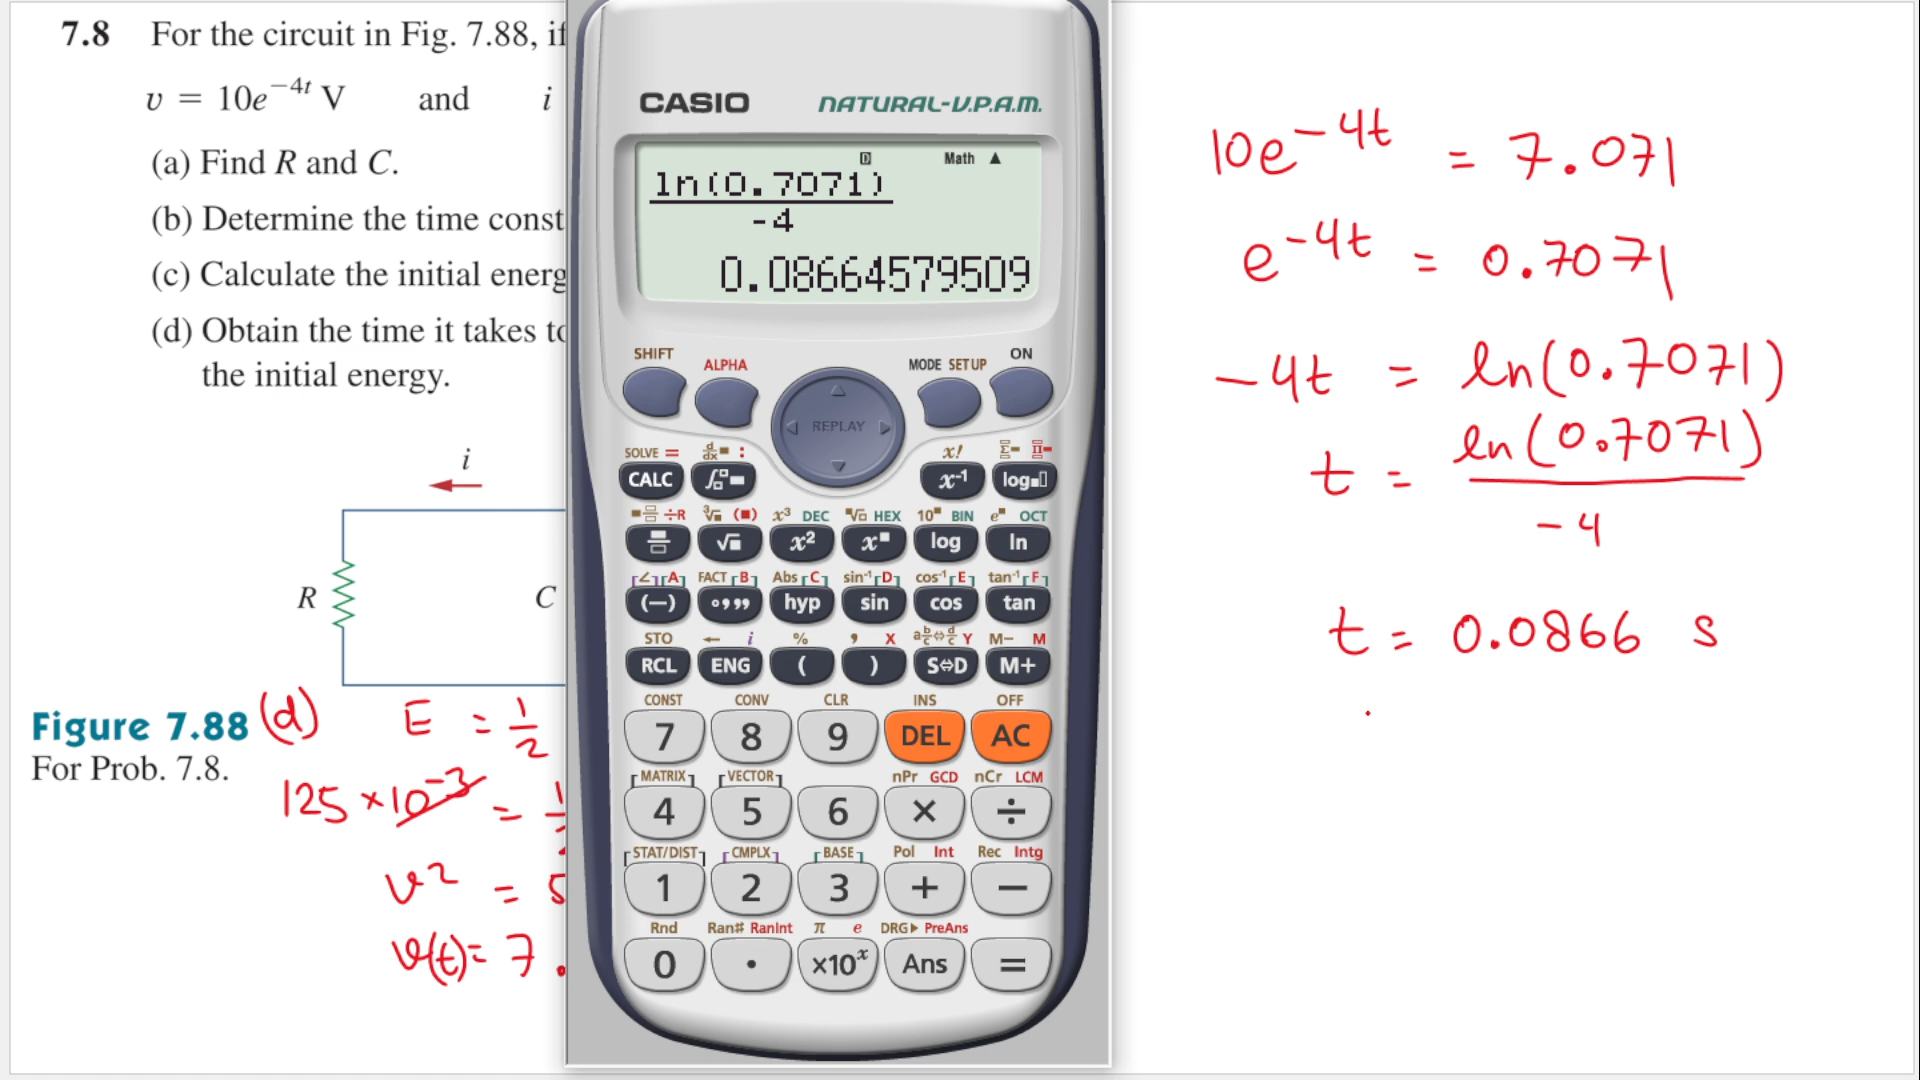 7.8 For the circuit in Fig. 7.88, if
v = 10e^−4t V and i
(a) Find R and C.
(b) Determine the time const
(c) Calculate the initial energ
(d) Obtain the time it takes to
the initial energy.
i
R
C
Figure 7.88
For Prob. 7.8.
(d) E = 1/2
125 × 10^-3 =
v^2 = 5
v(t) = 7.
CASIO NATURAL-V.P.A.M.
D Math ▲
ln(0.7071)
-4
0.08664579509
SHIFT ALPHA MODE SETUP ON
REPLAY
SOLVE = d/dx■ : x! Σ■ Π■
CALC ∫■ x⁻¹ log■□
■ ÷R ³√■ (■) x³ DEC ■√□ HEX 10■ BIN e■ OCT
√■ x² x■ log ln
∠ A FACT B Abs C sin⁻¹ D cos⁻¹ E tan⁻¹ F
(−) °’” hyp sin cos tan
STO ← i % , X a b/c⇔d/c Y M− M
RCL ENG ( ) S⇔D M+
CONST CONV CLR INS OFF
7 8 9 DEL AC
MATRIX VECTOR nPr GCD nCr LCM
4 5 6 × ÷
STAT/DIST CMPLX BASE Pol Int Rec Intg
1 2 3 + −
Rnd Ran# RanInt π e DRG▶ PreAns
0 . ×10ˣ Ans =
10e^-4t = 7.071
e^-4t = 0.7071
-4t = ln(0.7071)
t = ln(0.7071)
-4
t = 0.0866 s